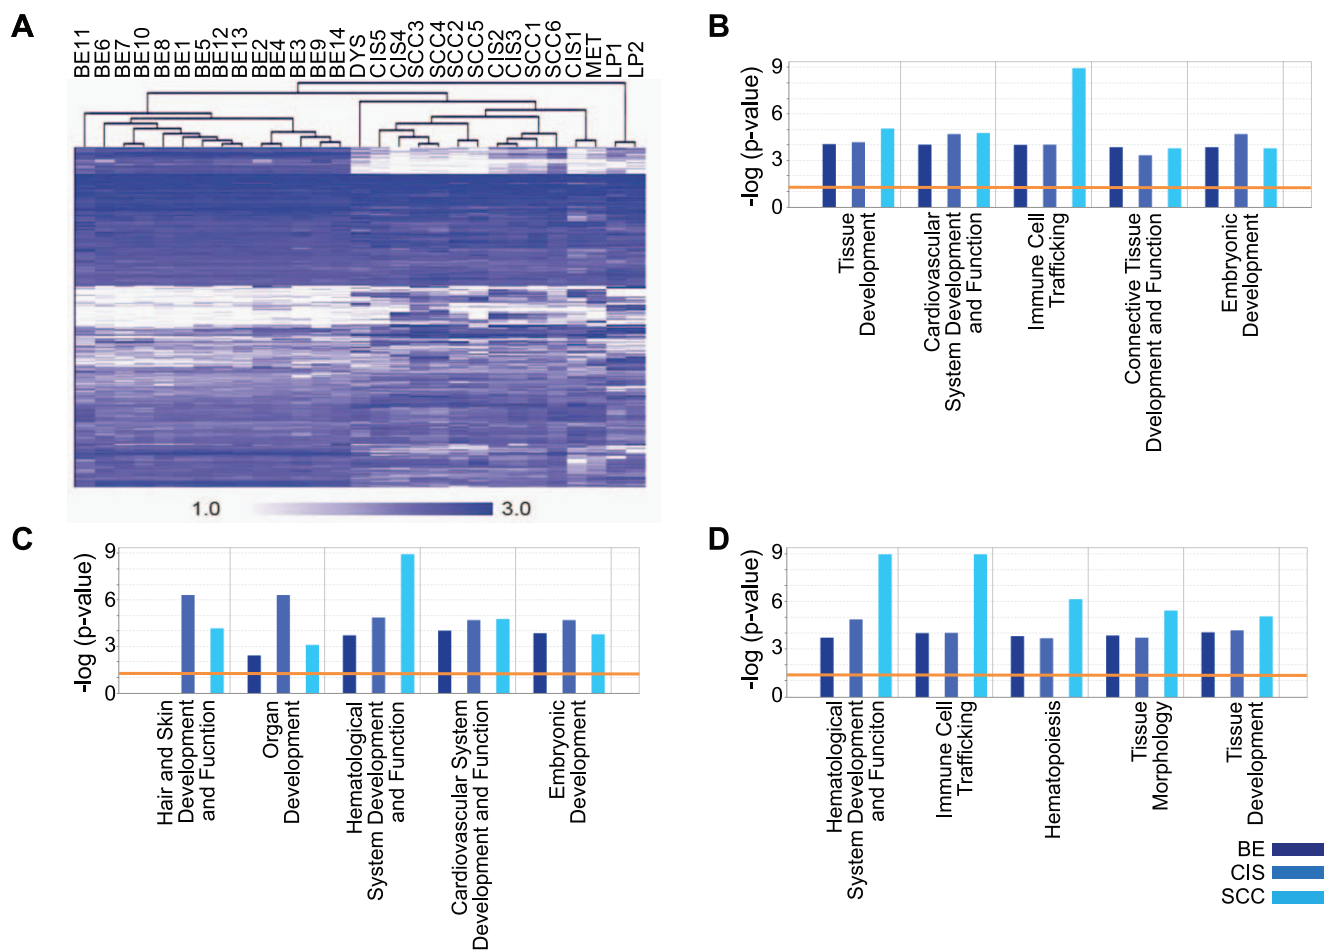 A
BE11
BE6
BE7
BE10
BE8
BE1
BE5
BE12
BE13
BE2
BE4
BE3
BE9
BE14
DYS
CIS5
CIS4
SCC3
SCC4
SCC2
SCC5
CIS2
CIS3
SCC1
SCC6
CIS1
MET
LP1
LP2
1.0
3.0
B
-log (p-value)
9
6
3
0
Tissue
Development
Cardiovascular
System Development
and Function
Immune Cell
Trafficking
Connective Tissue
Dvelopment and Function
Embryonic
Development
C
-log (p-value)
9
6
3
0
Hair and Skin
Development
and Fucntion
Organ
Development
Hematological
System Development
and Function
Cardiovascular System
Development and Function
Embryonic
Development
D
-log (p-value)
9
6
3
0
Hematological
System Development
and Funciton
Immune Cell
Trafficking
Hematopoiesis
Tissue
Morphology
Tissue
Development
BE
CIS
SCC